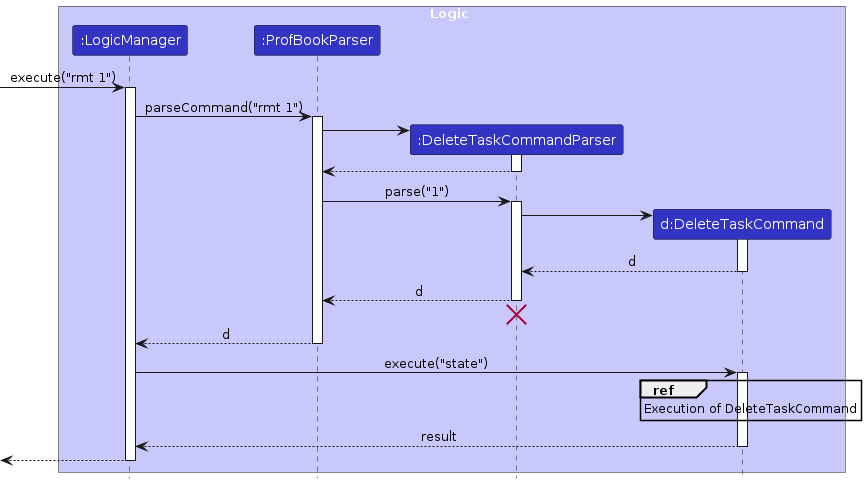 Logic
:LogicManager
:ProfBookParser
execute("rmt 1")
parseCommand("rmt 1")
:DeleteTaskCommandParser
parse("1")
d:DeleteTaskCommand
d
d
d
execute("state")
ref
Execution of DeleteTaskCommand
result